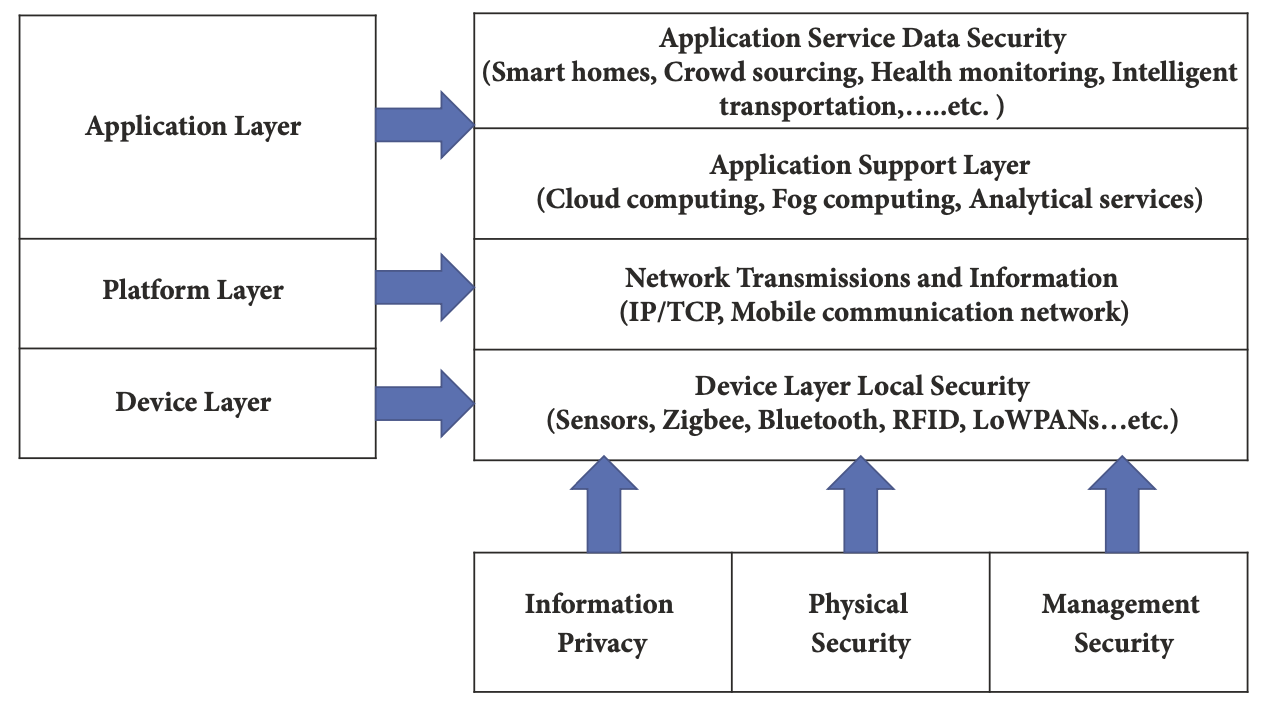 Application Layer
Platform Layer
Device Layer
Application Service Data Security
(Smart homes, Crowd sourcing, Health monitoring, Intelligent
transportation,…..etc. )
Application Support Layer
(Cloud computing, Fog computing, Analytical services)
Network Transmissions and Information
(IP/TCP, Mobile communication network)
Device Layer Local Security
(Sensors, Zigbee, Bluetooth, RFID, LoWPANs…etc.)
Information
Privacy
Physical
Security
Management
Security